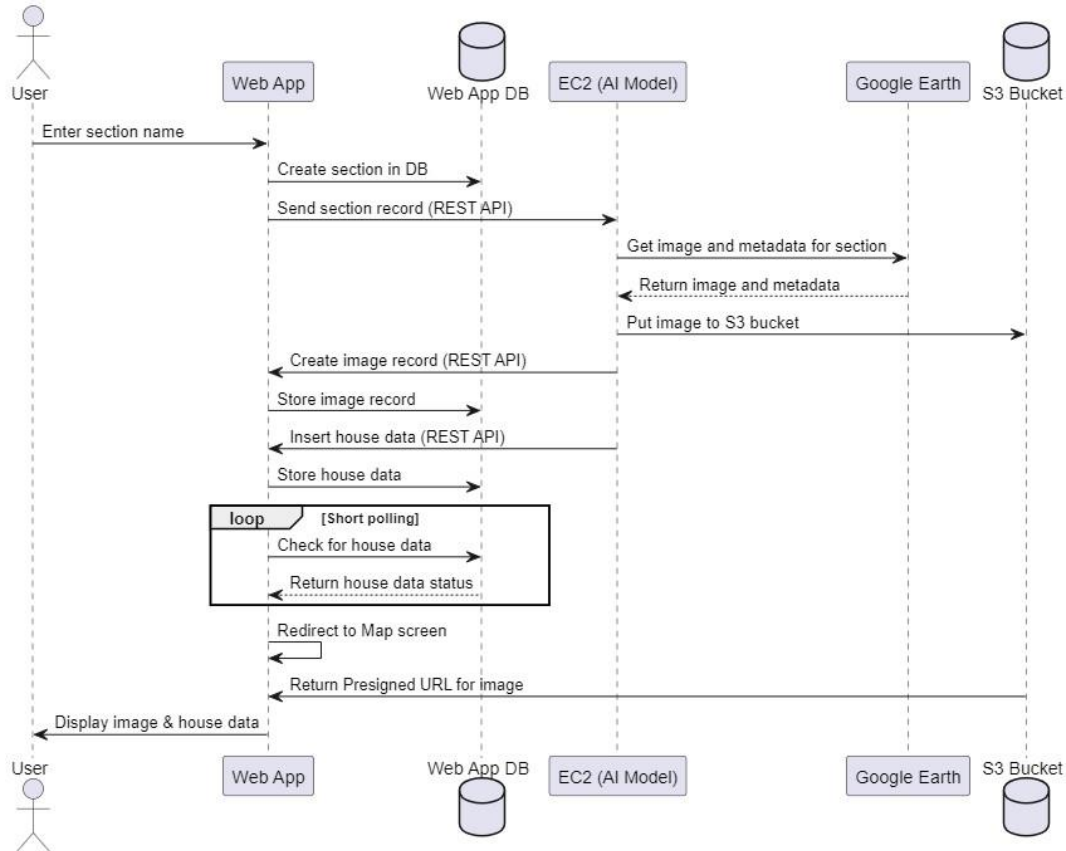 User
Web App
Web App DB
EC2 (AI Model)
Google Earth
S3 Bucket
Enter section name
Create section in DB
Send section record (REST API)
Get image and metadata for section
Return image and metadata
Put image to S3 bucket
Create image record (REST API)
Store image record
Insert house data (REST API)
Store house data
loop [Short polling]
Check for house data
Return house data status
Redirect to Map screen
Return Presigned URL for image
Display image & house data
User
Web App
Web App DB
EC2 (AI Model)
Google Earth
S3 Bucket